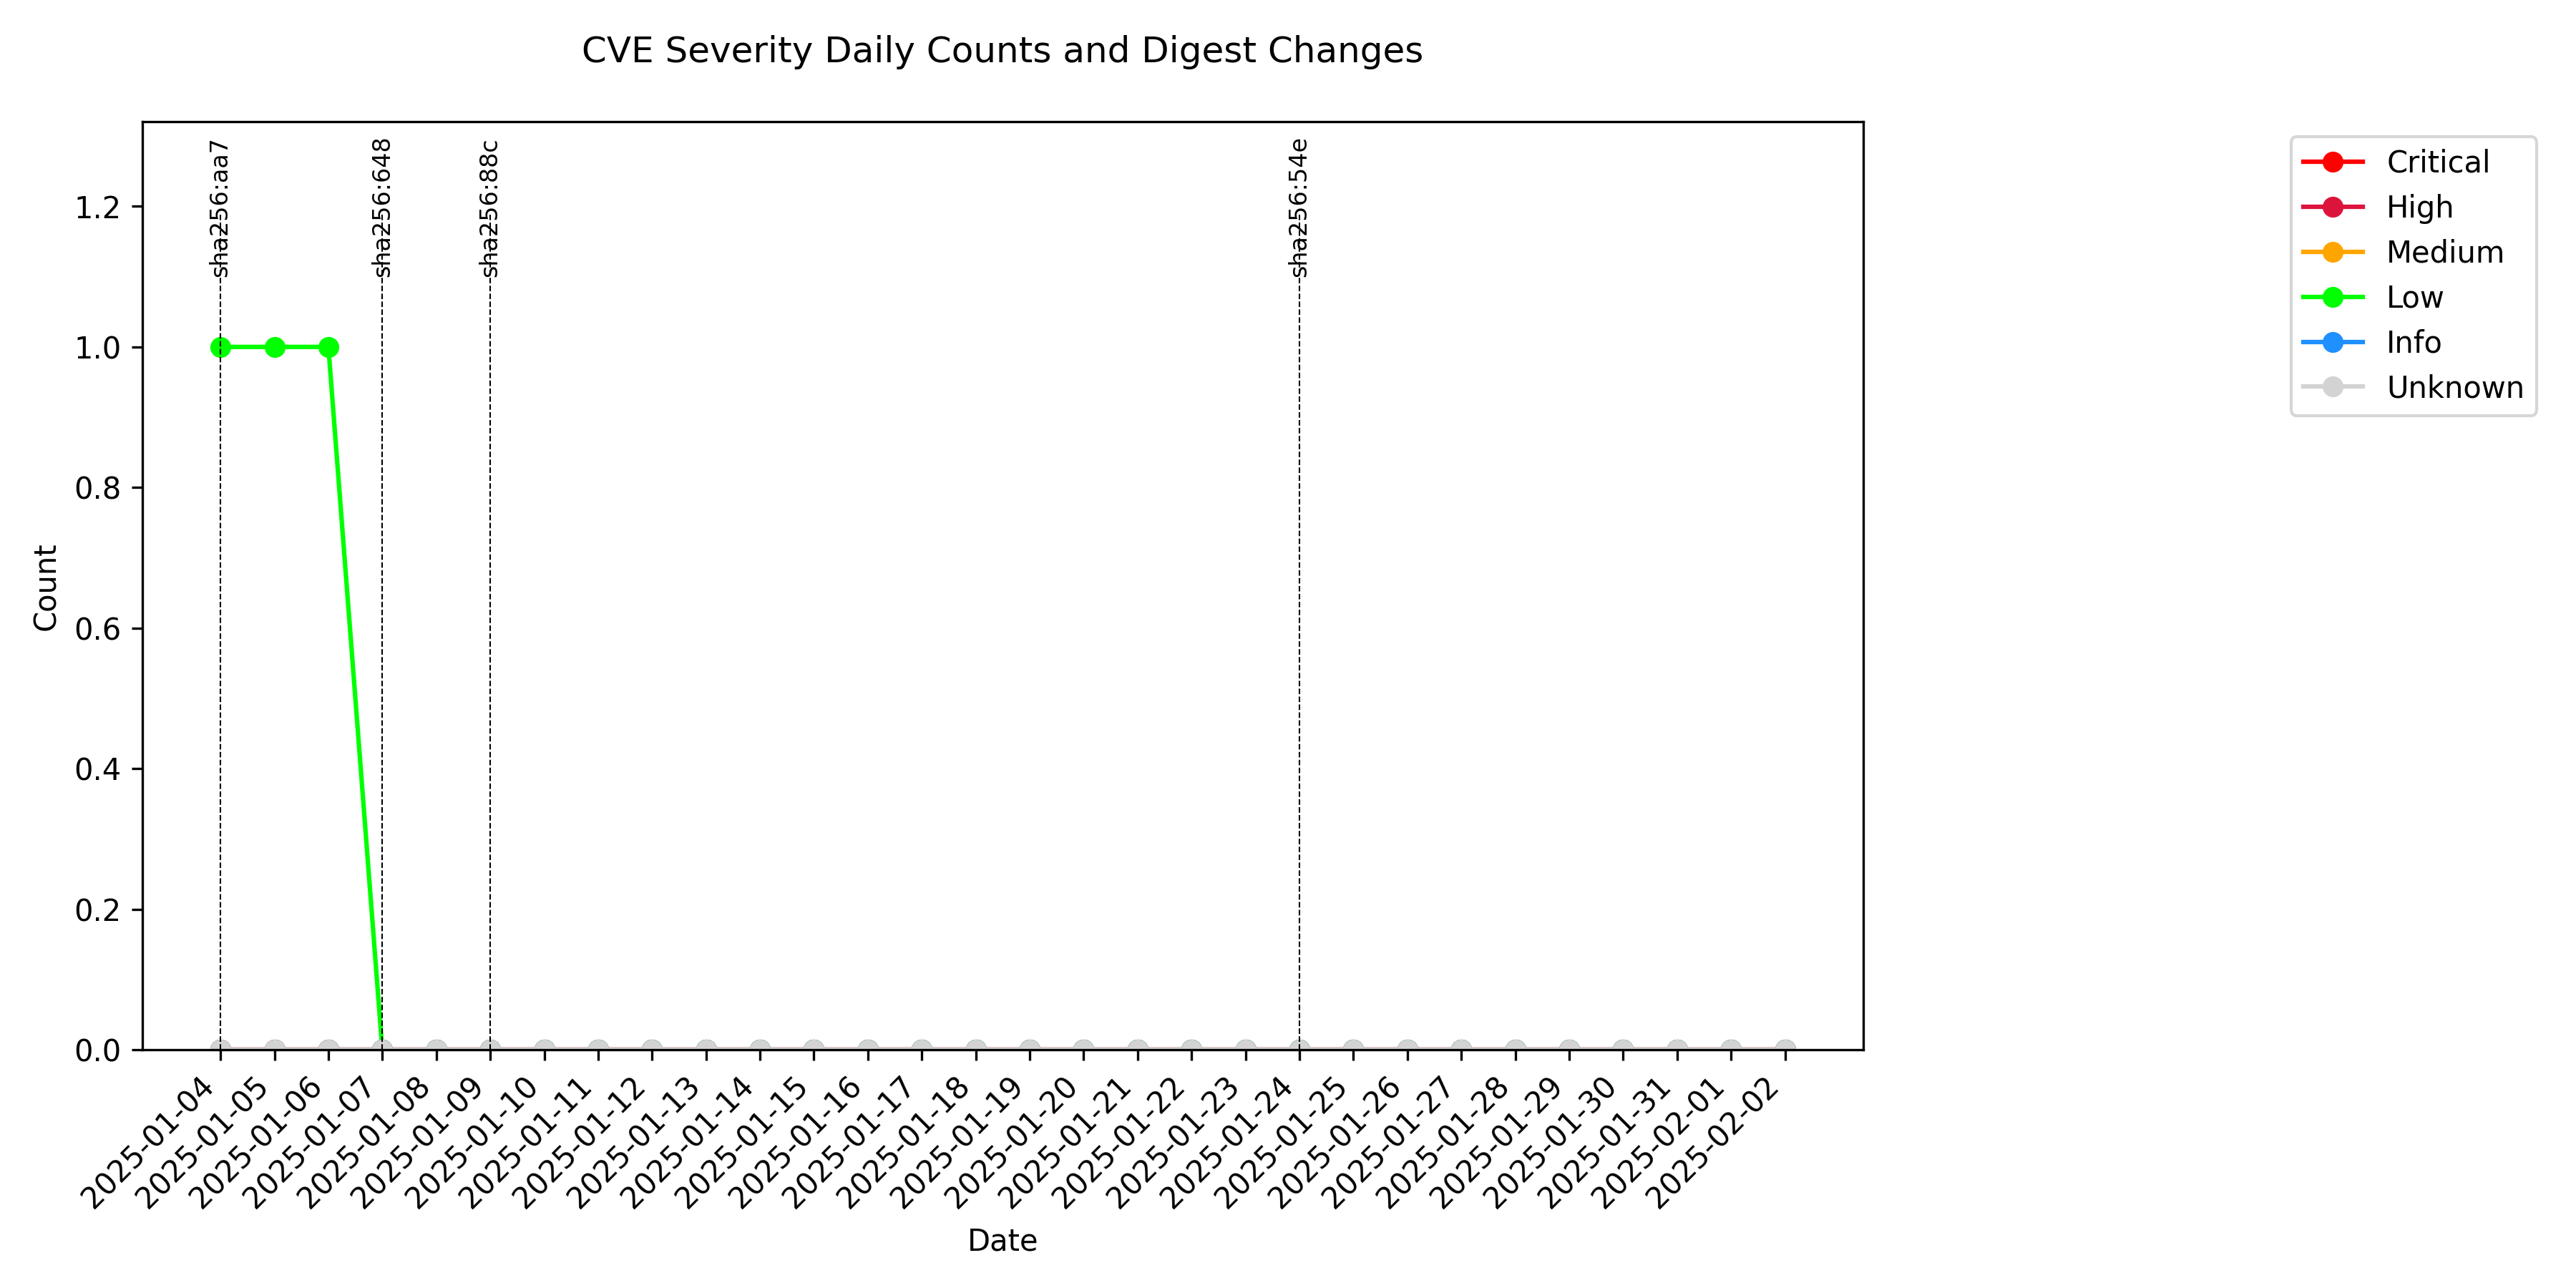 CVE Severity Daily Counts and Digest Changes
sha256:aa7
sha256:648
sha256:88c
sha256:54e
Critical
High
Medium
Low
Info
Unknown
1.2
1.0
0.8
0.6
0.4
0.2
0.0
Count
2025-01-04
2025-01-05
2025-01-06
2025-01-07
2025-01-08
2025-01-09
2025-01-10
2025-01-11
2025-01-12
2025-01-13
2025-01-14
2025-01-15
2025-01-16
2025-01-17
2025-01-18
2025-01-19
2025-01-20
2025-01-21
2025-01-22
2025-01-23
2025-01-24
2025-01-25
2025-01-26
2025-01-27
2025-01-28
2025-01-29
2025-01-30
2025-01-31
2025-02-01
2025-02-02
Date